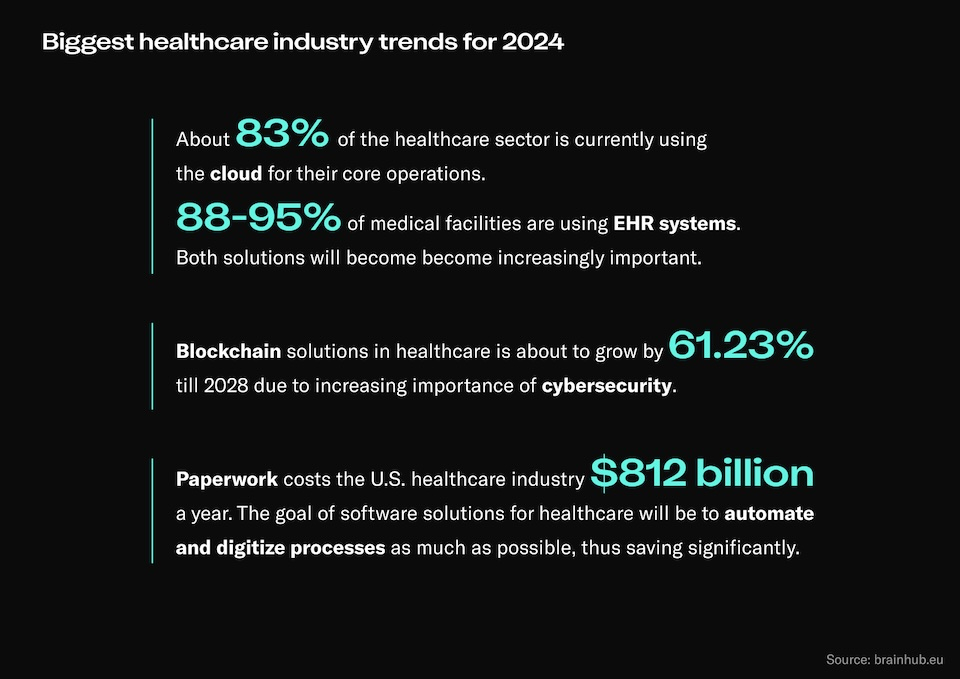 Biggest healthcare industry trends for 2024
About 83% of the healthcare sector is currently using
the cloud for their core operations.
88-95% of medical facilities are using EHR systems.
Both solutions will become become increasingly important.
Blockchain solutions in healthcare is about to grow by 61.23%
till 2028 due to increasing importance of cybersecurity.
Paperwork costs the U.S. healthcare industry $812 billion
a year. The goal of software solutions for healthcare will be to automate
and digitize processes as much as possible, thus saving significantly.
Source: brainhub.eu